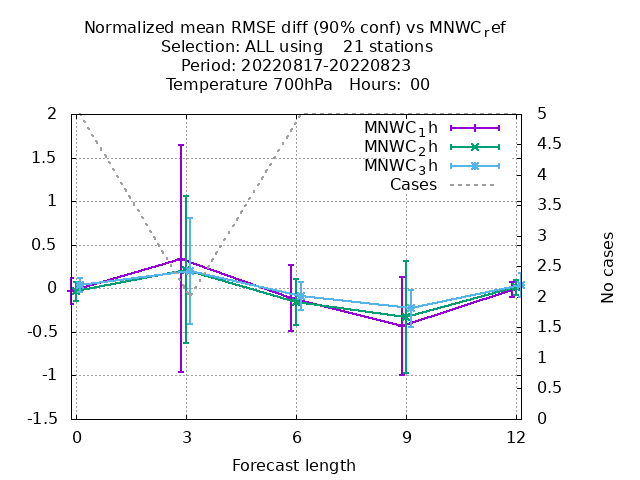 Normalized mean RMSE diff (90% conf) vs MNWCref
Selection: ALL using    21 stations
Period: 20220817-20220823
Temperature 700hPa   Hours:  00
MNWC1h
MNWC2h
MNWC3h
Cases
2
1.5
1
0.5
0
-0.5
-1
-1.5
5
4.5
4
3.5
3
2.5
2
1.5
1
0.5
0
No cases
0 3 6 9 12
Forecast length